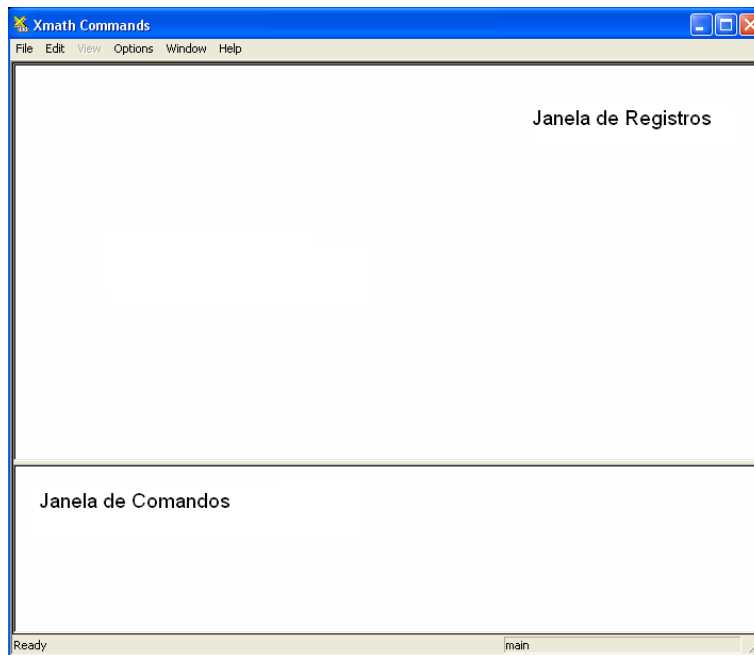 Xmath Commands
File Edit View Options Window Help
Janela de Registros
Janela de Comandos
Ready main